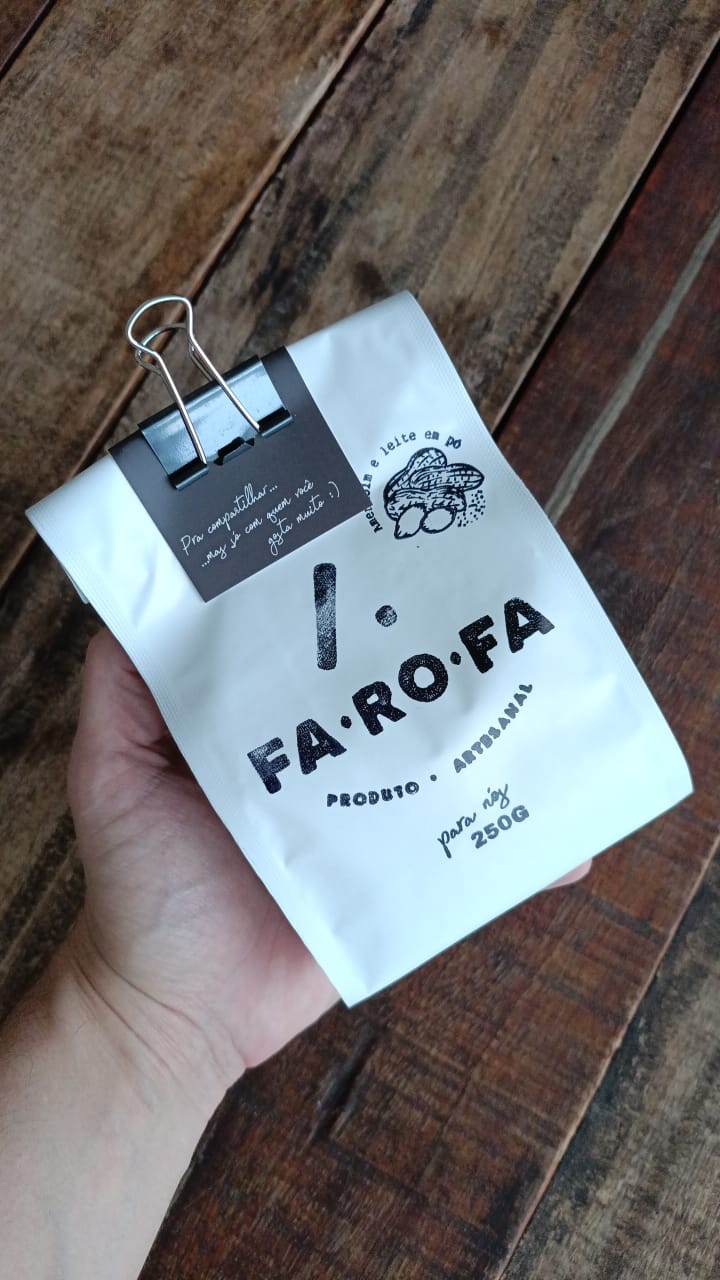 Pra compartilhar...
...mas só com quem você
gosta muito :)
amendoim e leite em pó
FA·RO·FA
PRODUTO · ARTESANAL
para nós
250G